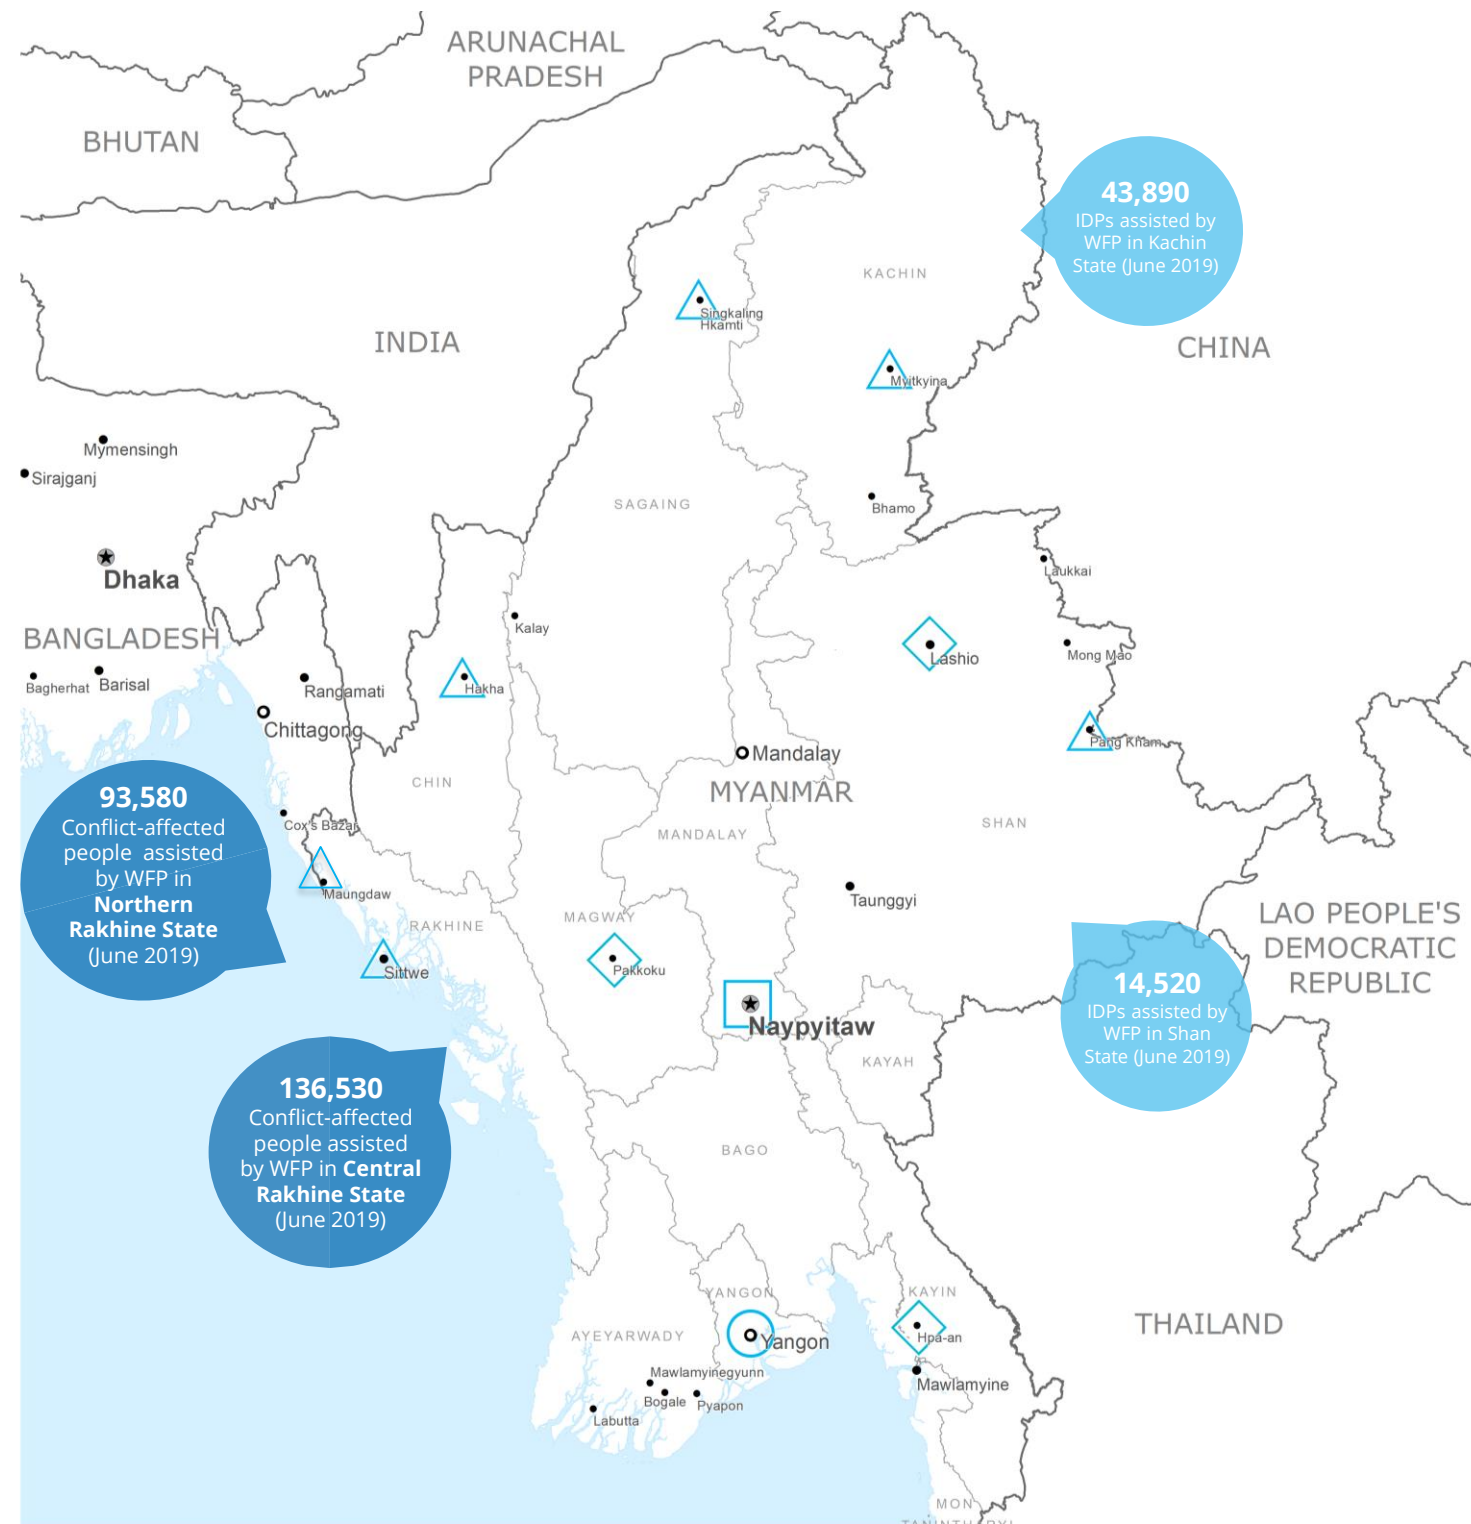 ARUNACHAL
PRADESH
BHUTAN
43,890
IDPs assisted by
WFP in Kachin
State (June 2019)
KACHIN
Singkaling
Hkamti
INDIA
CHINA
Myitkyina
Mymensingh
Sirajganj
SAGAING
Bhamo
Dhaka
Laukkai
BANGLADESH
Kalay
Lashio
Mong Mao
Bagherhat
Barisal
Rangamati
Hakha
Chittagong
Pang Kham
Mandalay
CHIN
MYANMAR
93,580
Conflict-affected
people assisted
by WFP in
Northern
Rakhine State
(June 2019)
Cox's Bazar
MANDALAY
SHAN
Maungdaw
Taunggyi
RAKHINE
MAGWAY
LAO PEOPLE'S
DEMOCRATIC
REPUBLIC
Sittwe
Pakkoku
14,520
IDPs assisted by
WFP in Shan
State (June 2019)
Naypyitaw
KAYAH
136,530
Conflict-affected
people assisted
by WFP in Central
Rakhine State
(June 2019)
BAGO
YANGON
KAYIN
THAILAND
AYEYARWADY
Yangon
Hpa-an
Mawlamyinegyunn
Bogale
Pyapon
Labutta
Mawlamyine
MON